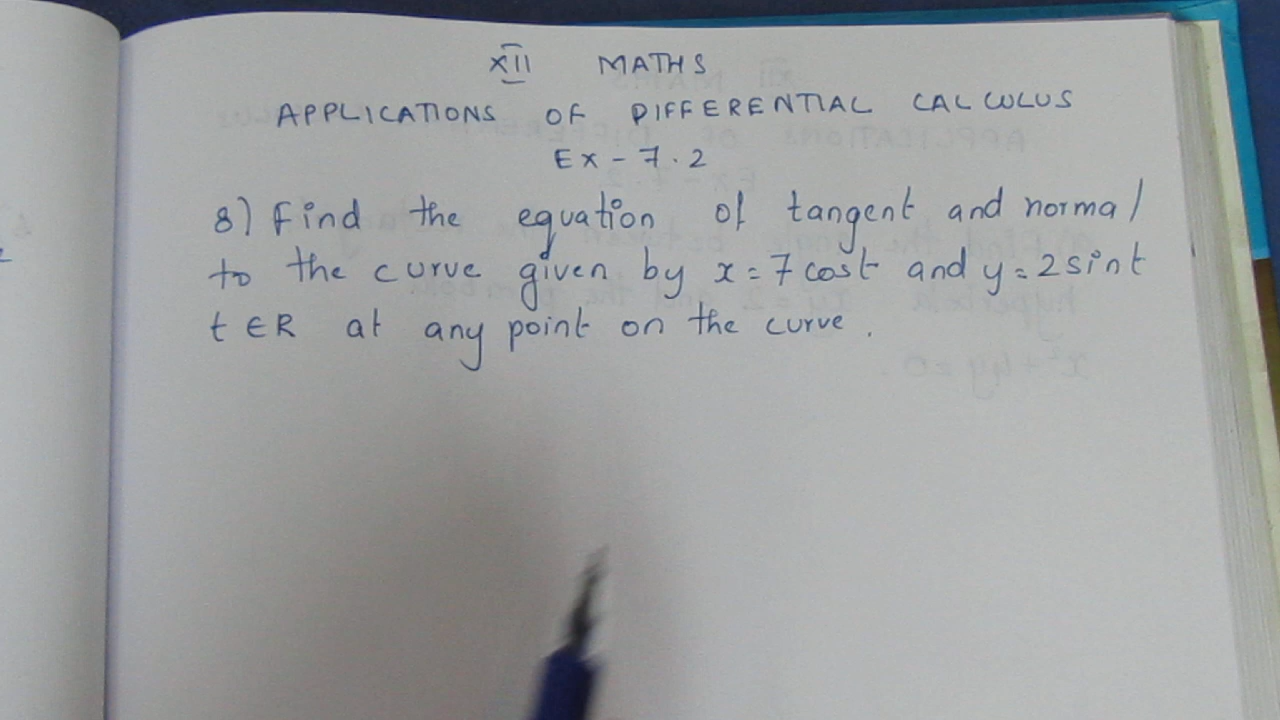 XII MATHS
APPLICATIONS OF DIFFERENTIAL CALCULUS
Ex - 7.2
8) Find the equation of tangent and normal
to the curve given by x = 7 cost and y = 2 sint
t ∈ R at any point on the curve.